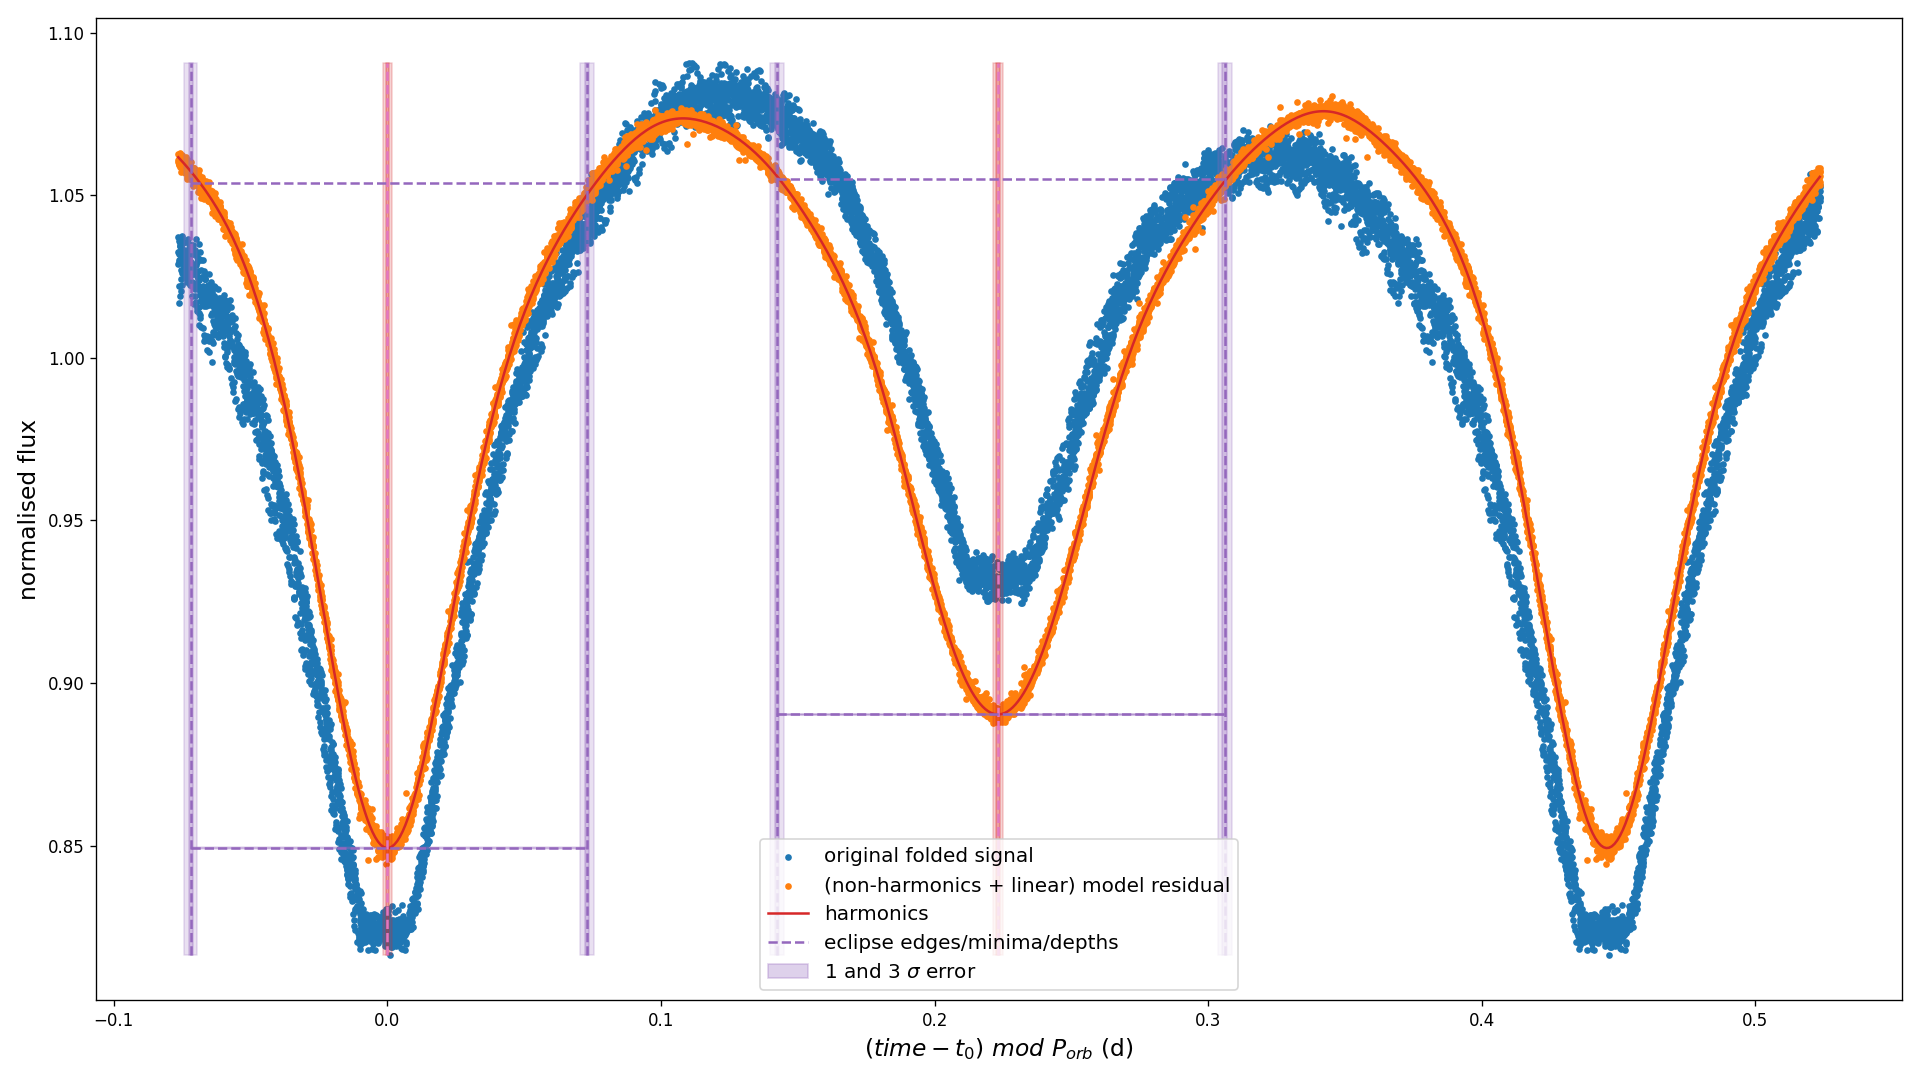 1.10
1.05
1.00
0.95
0.90
0.85
normalised flux
original folded signal
(non-harmonics + linear) model residual
harmonics
eclipse edges/minima/depths
1 and 3 σ error
−0.1 0.0 0.1 0.2 0.3 0.4 0.5
(time − t₀) mod Pₒᵣb (d)